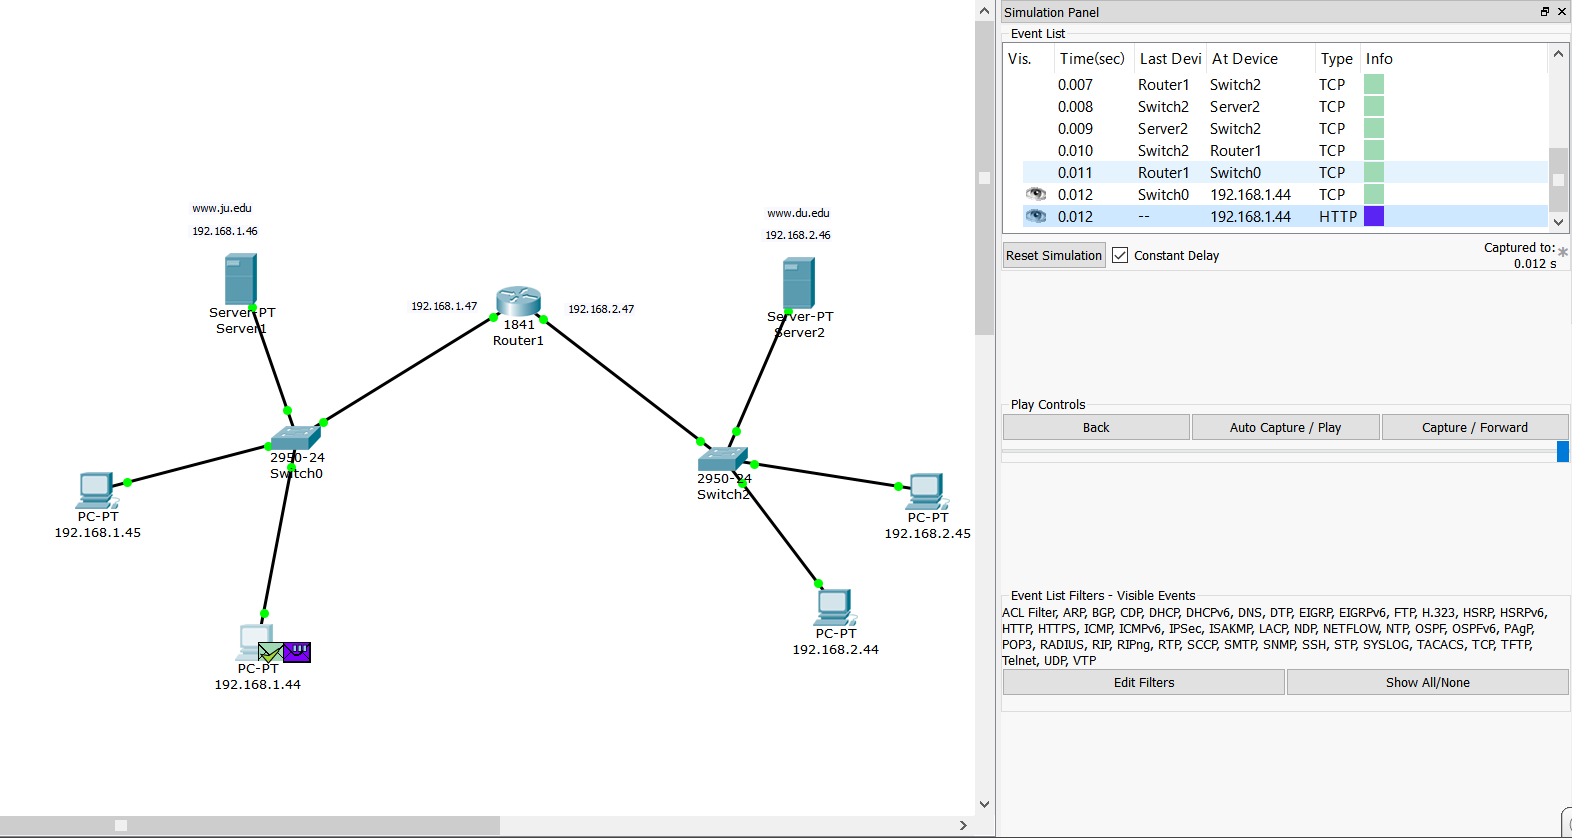 www.ju.edu
192.168.1.46
Server-PT
Server1
192.168.1.47
1841
Router1
192.168.2.47
www.du.edu
192.168.2.46
Server-PT
Server2
2950-24
Switch0
2950-24
Switch2
PC-PT
192.168.1.45
PC-PT
192.168.1.44
PC-PT
192.168.2.45
PC-PT
192.168.2.44
Simulation Panel
Event List
Vis. Time(sec) Last Devi At Device Type Info
0.007 Router1 Switch2 TCP
0.008 Switch2 Server2 TCP
0.009 Server2 Switch2 TCP
0.010 Switch2 Router1 TCP
0.011 Router1 Switch0 TCP
0.012 Switch0 192.168.1.44 TCP
0.012 -- 192.168.1.44 HTTP
Reset Simulation Constant Delay
Captured to:
0.012 s
Play Controls
Back Auto Capture / Play Capture / Forward
Event List Filters - Visible Events
ACL Filter, ARP, BGP, CDP, DHCP, DHCPv6, DNS, DTP, EIGRP, EIGRPv6, FTP, H.323, HSRP, HSRPv6,
HTTP, HTTPS, ICMP, ICMPv6, IPSec, ISAKMP, LACP, NDP, NETFLOW, NTP, OSPF, OSPFv6, PAgP,
POP3, RADIUS, RIP, RIPng, RTP, SCCP, SMTP, SNMP, SSH, STP, SYSLOG, TACACS, TCP, TFTP,
Telnet, UDP, VTP
Edit Filters Show All/None